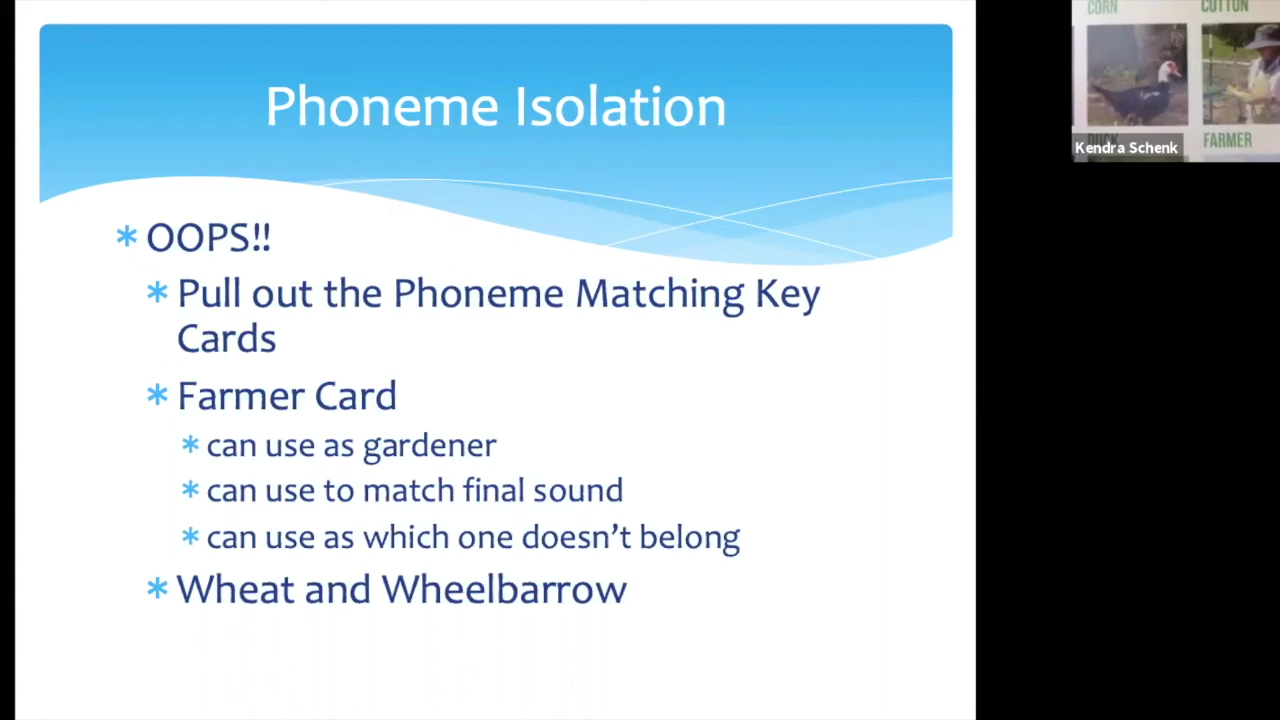 Phoneme Isolation
OOPS!!
Pull out the Phoneme Matching Key
Cards
Farmer Card
can use as gardener
can use to match final sound
can use as which one doesn't belong
Wheat and Wheelbarrow
CORN
COTTON
DUCK
FARMER
Kendra Schenk